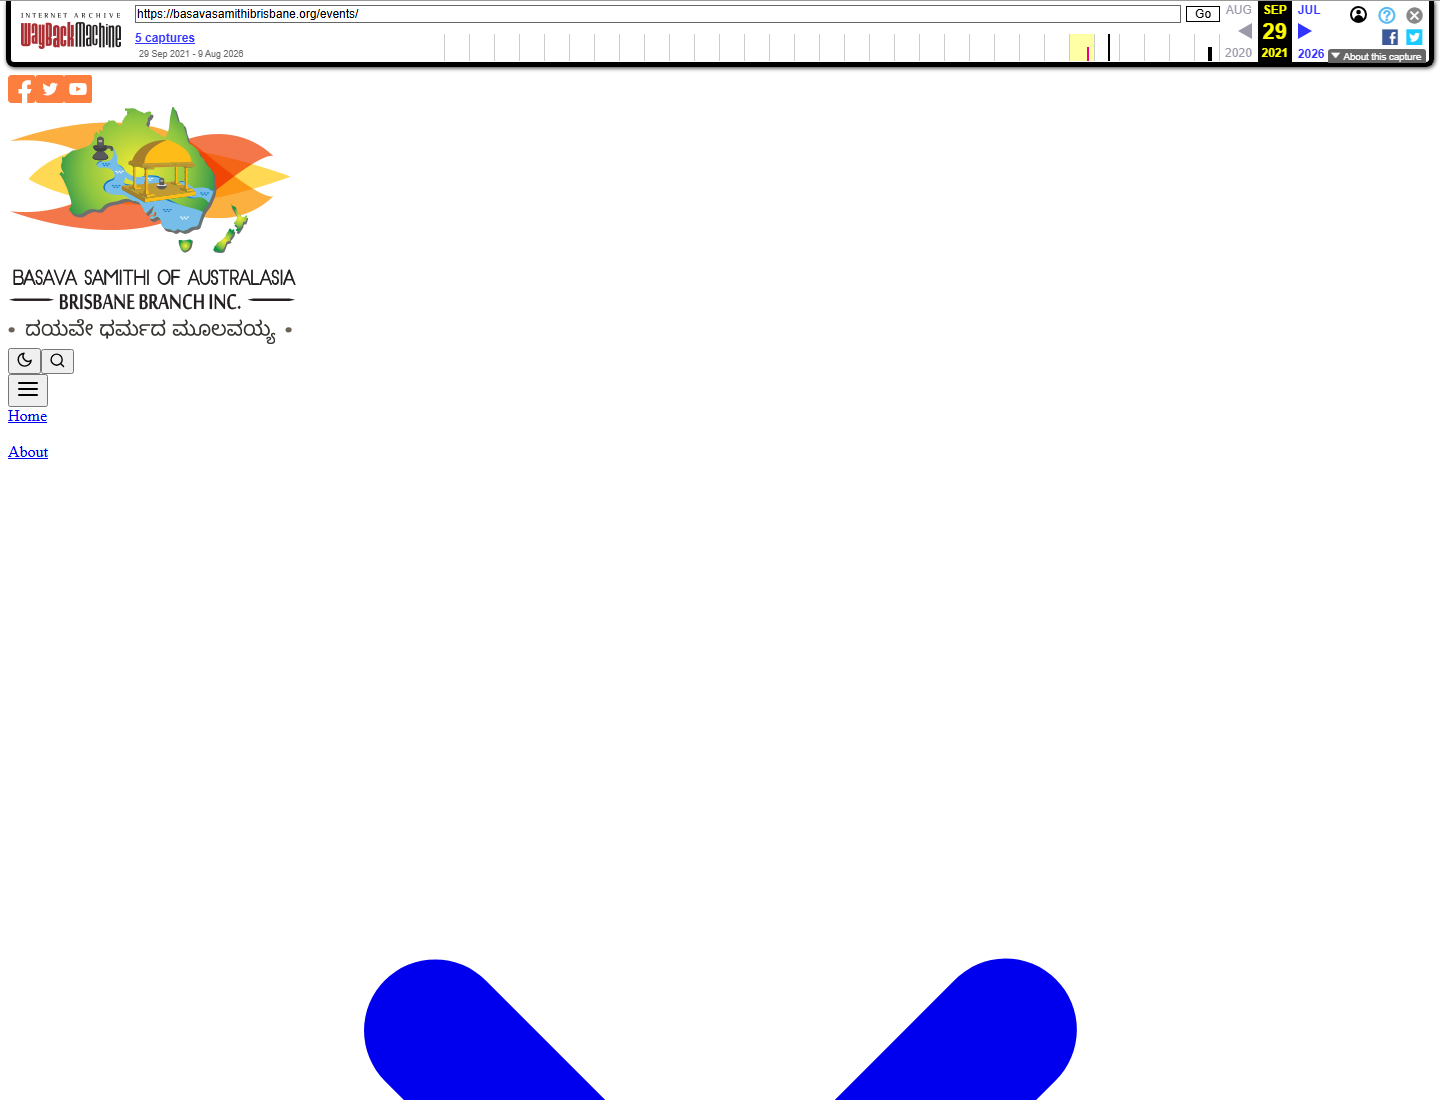 INTERNET ARCHIVE
WayBackMachine
https://basavasamithibrisbane.org/events/
Go
5 captures
29 Sep 2021 - 9 Aug 2026
AUG
SEP
JUL
29
2020
2021
2026
About this capture
BASAVA SAMITHI OF AUSTRALASIA
BRISBANE BRANCH INC.
• ದಯವೇ ಧರ್ಮದ ಮೂಲವಯ್ಯ •
Home
About